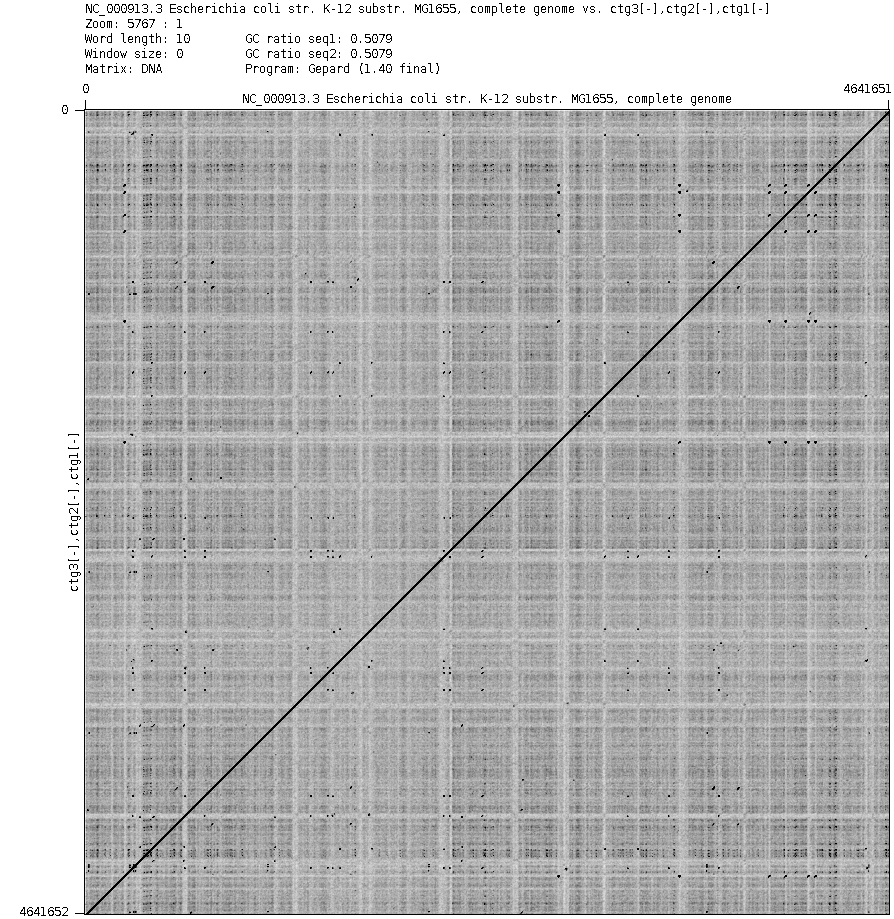 NC_000913.3 Escherichia coli str. K-12 substr. MG1655, complete genome vs. ctg3[-],ctg2[-],ctg1[-]
Zoom: 5767 : 1
Word length: 10 GC ratio seq1: 0.5079
Window size: 0 GC ratio seq2: 0.5079
Matrix: DNA Program: Gepard (1.40 final)
0 4641651
NC_000913.3 Escherichia coli str. K-12 substr. MG1655, complete genome
0
ctg3[-],ctg2[-],ctg1[-]
4641652